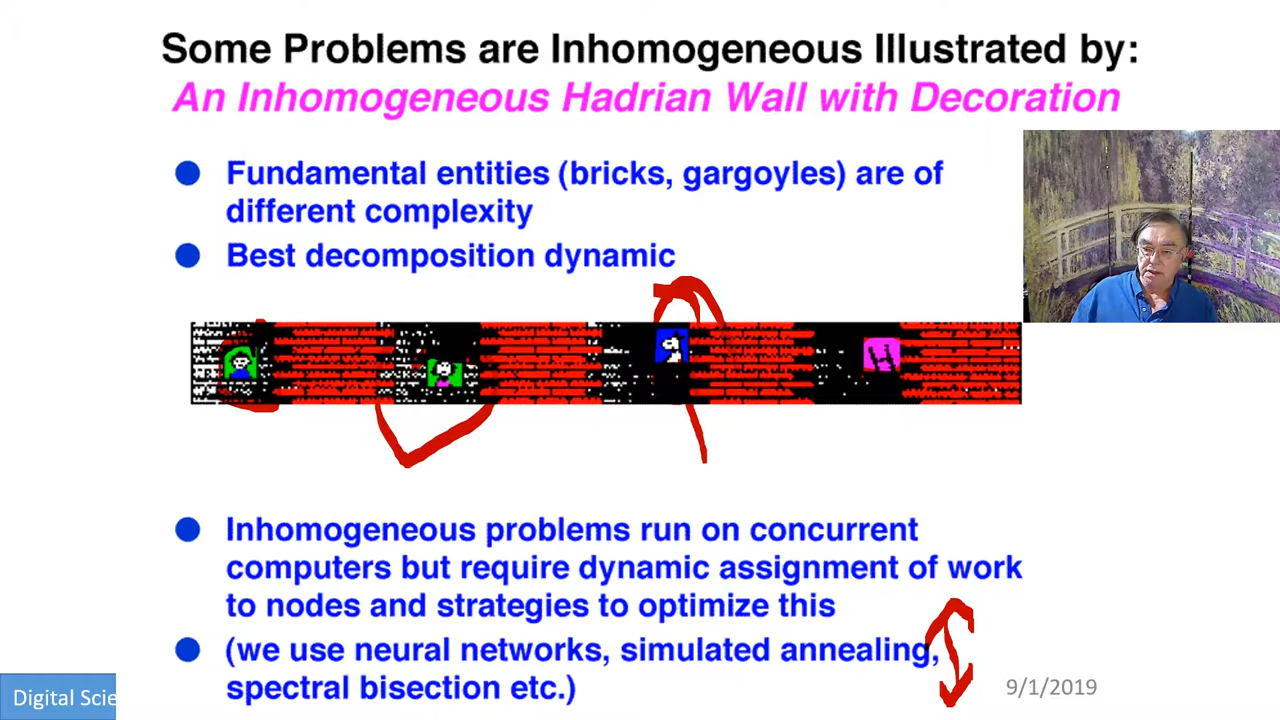 Some Problems are Inhomogeneous Illustrated by:
An Inhomogeneous Hadrian Wall with Decoration
Fundamental entities (bricks, gargoyles) are of
different complexity
Best decomposition dynamic
H
Inhomogeneous problems run on concurrent
computers but require dynamic assignment of work
to nodes and strategies to optimize this
(we use neural networks, simulated annealing,
spectral bisection etc.)
Digital Scie
9/1/2019